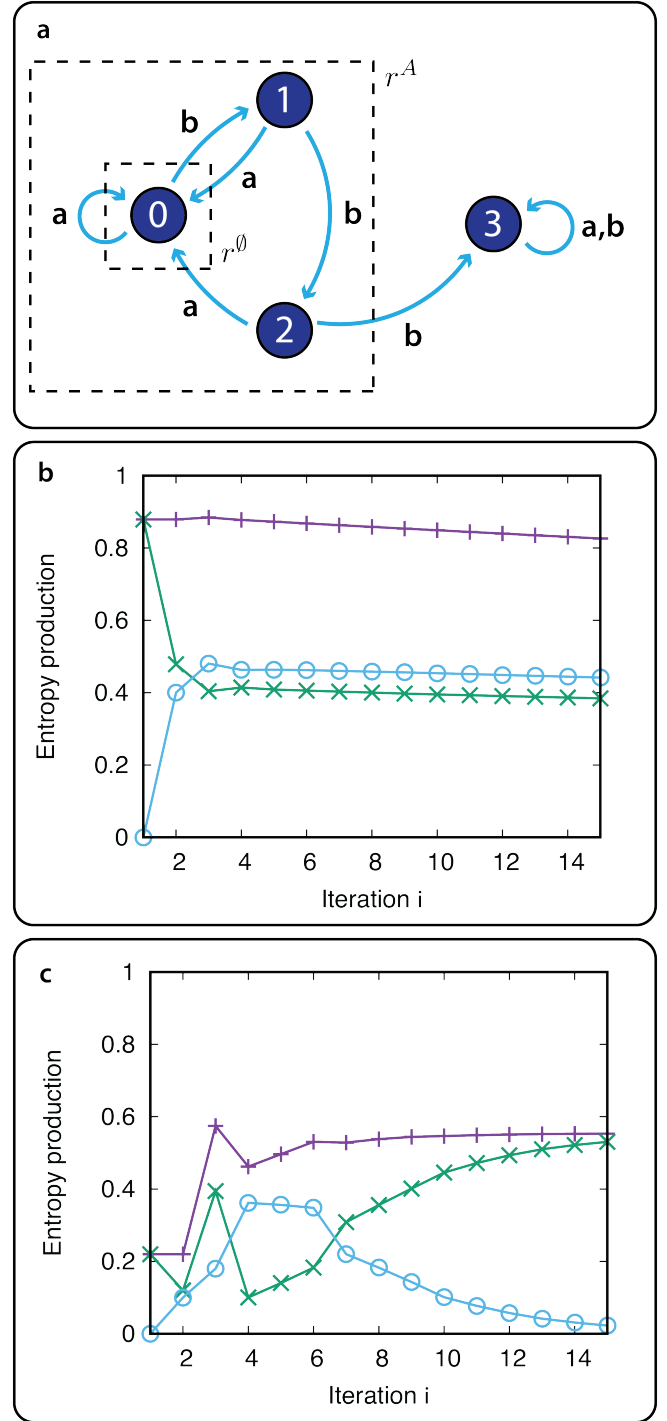 a
r^A
1
b
a
b
a
0
r^∅
3
a,b
a
2
b
b
1
0.8
0.6
0.4
0.2
0
Entropy production
2 4 6 8 10 12 14
Iteration i
c
1
0.8
0.6
0.4
0.2
0
Entropy production
2 4 6 8 10 12 14
Iteration i